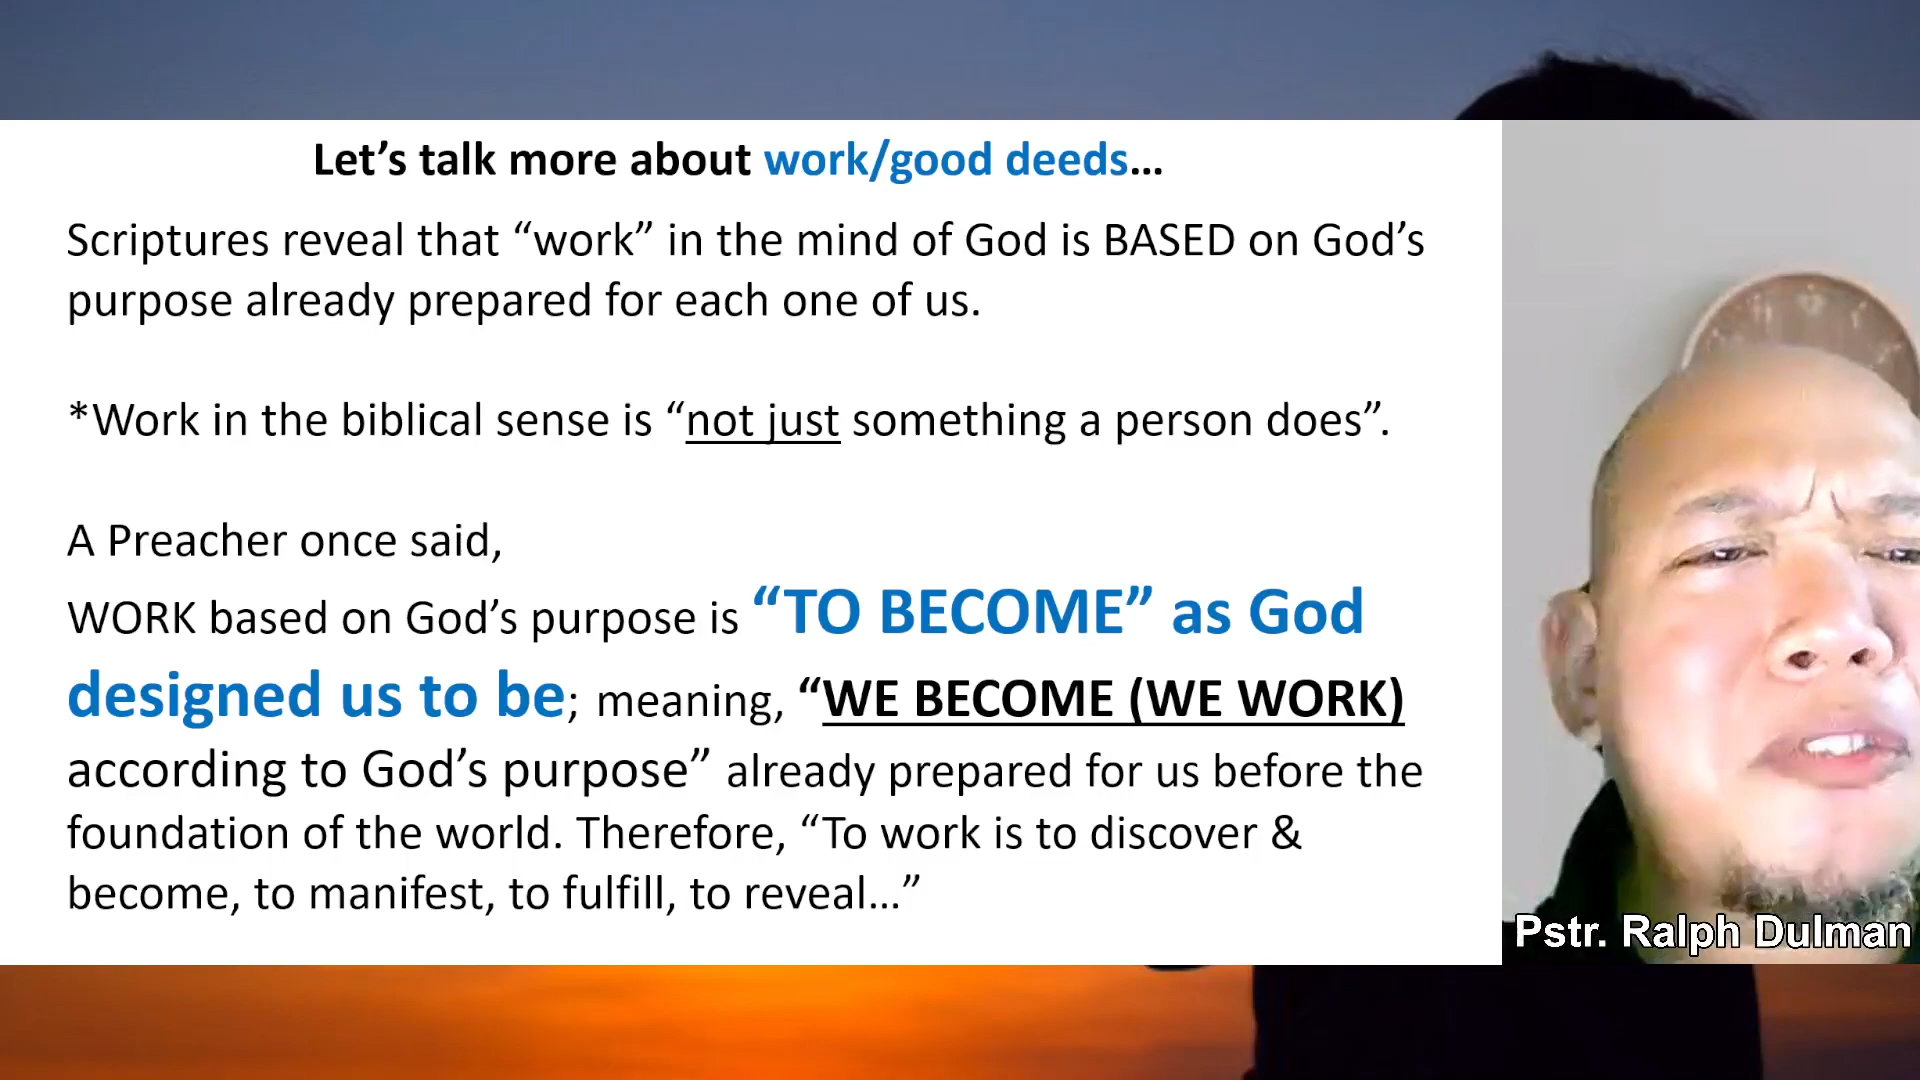 Let’s talk more about work/good deeds…
Scriptures reveal that “work” in the mind of God is BASED on God’s
purpose already prepared for each one of us.
*Work in the biblical sense is “not just something a person does”.
A Preacher once said,
WORK based on God’s purpose is “TO BECOME” as God
designed us to be; meaning, “WE BECOME (WE WORK)
according to God’s purpose” already prepared for us before the
foundation of the world. Therefore, “To work is to discover &
become, to manifest, to fulfill, to reveal…”
Pstr. Ralph Dulman